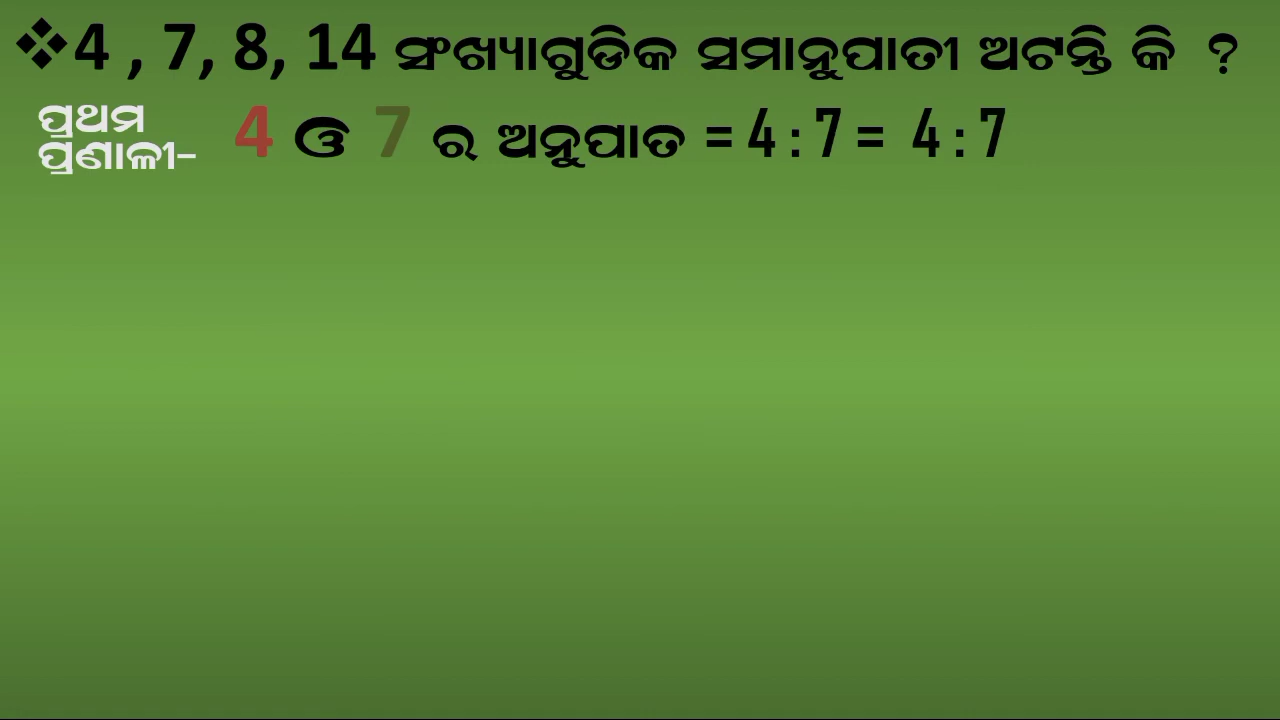 ❖4 , 7, 8, 14 ସଂଖ୍ୟାଗୁଡିକ ସମାନୁପାତୀ ଅଟନ୍ତି କି ?
ପ୍ରଥମ
ପ୍ରଣାଳୀ-
4 ଓ 7 ର ଅନୁପାତ = 4 : 7 = 4 : 7